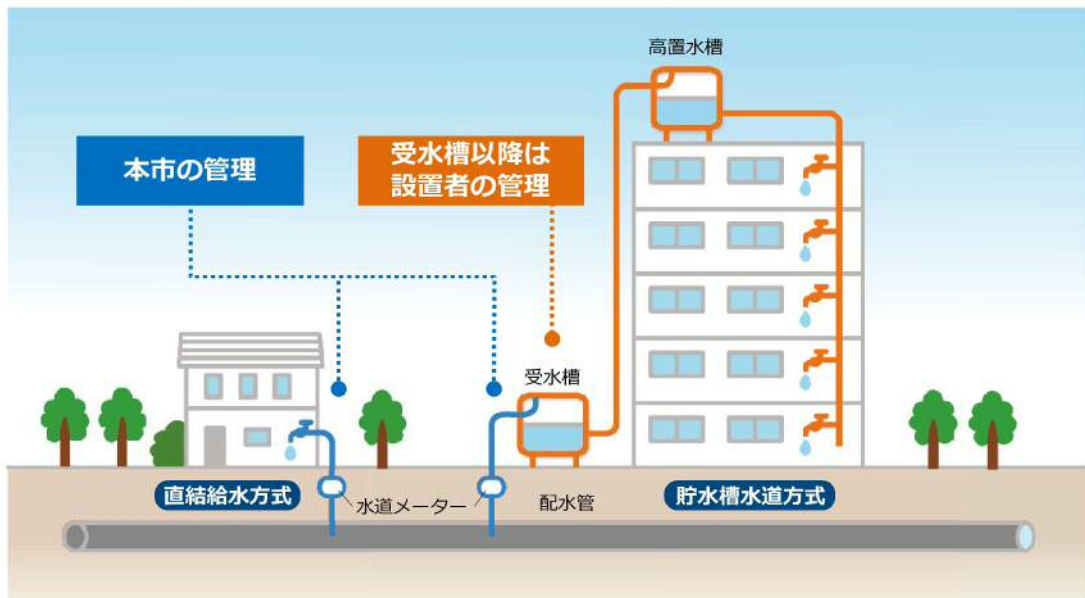 高置水槽
本市の管理
受水槽以降は
設置者の管理
受水槽
直結給水方式
水道メーター
配水管
貯水槽水道方式